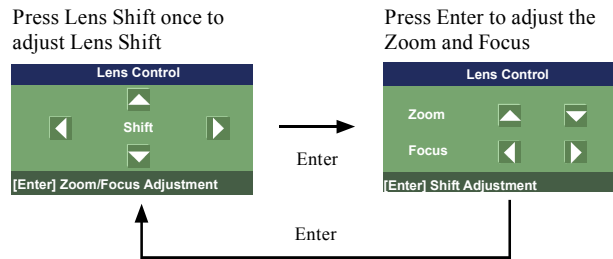 Press Lens Shift once to
adjust Lens Shift
Lens Control
Shift
[Enter] Zoom/Focus Adjustment
Enter
Press Enter to adjust the
Zoom and Focus
Lens Control
Zoom
Focus
[Enter] Shift Adjustment
Enter